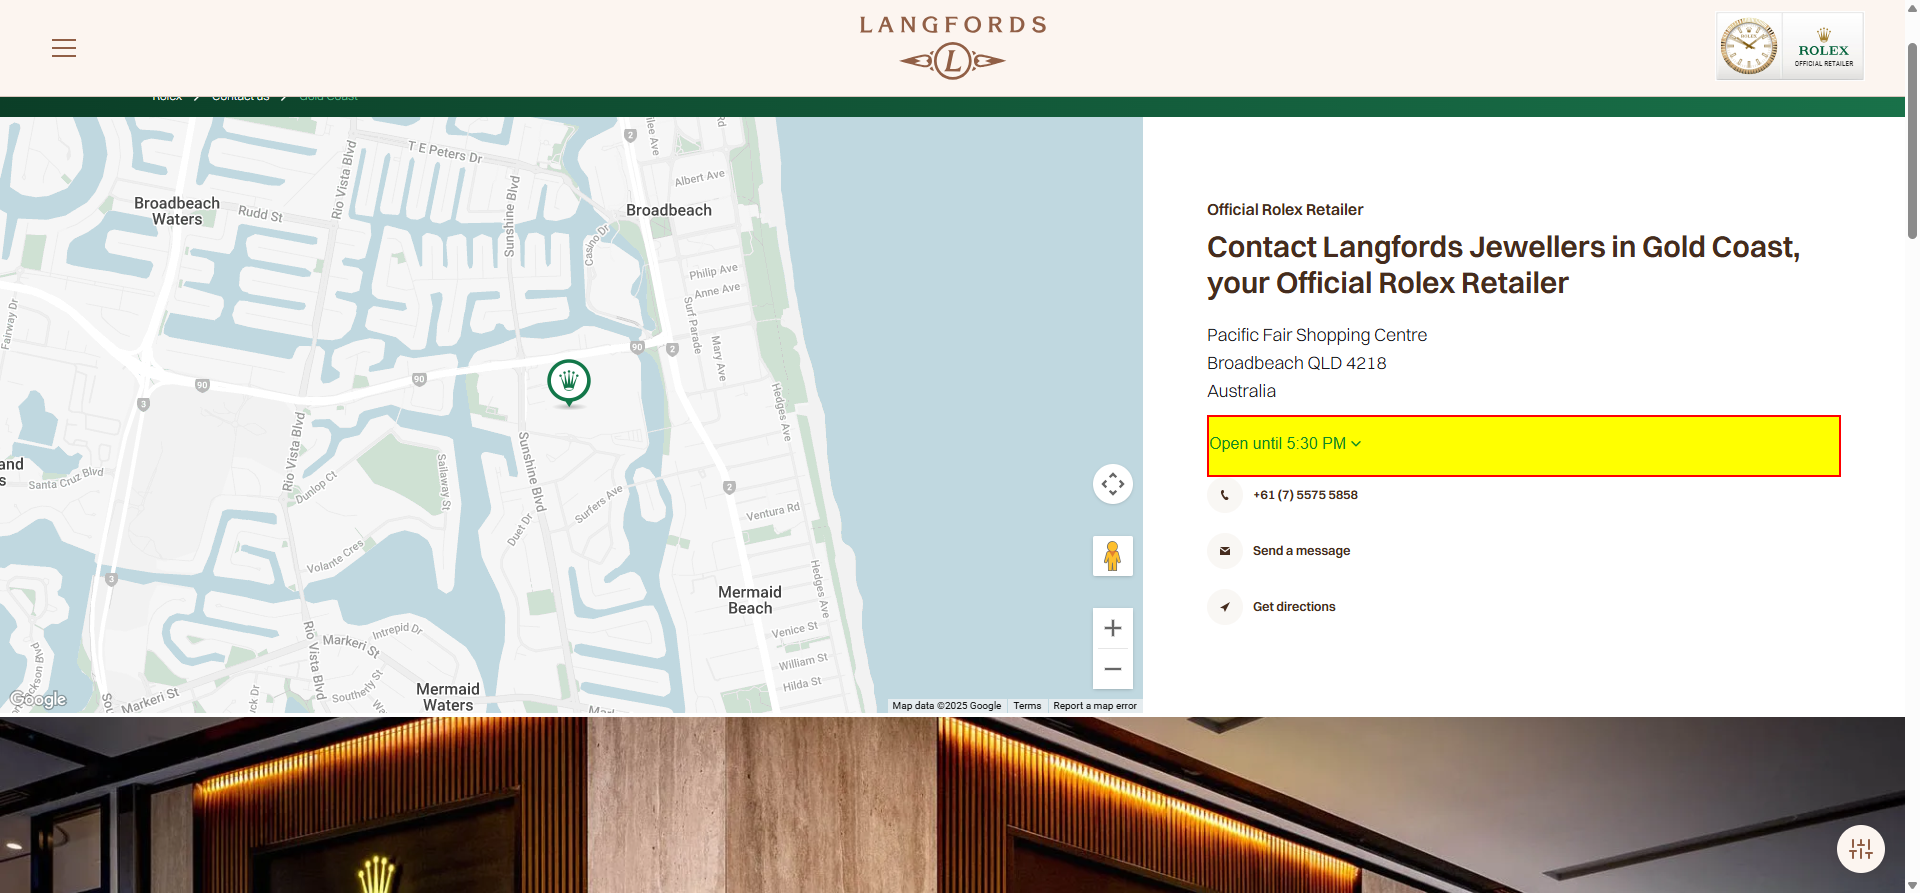 LANGFORDS
L
ROLEX
OFFICIAL RETAILER
Rolex
Contact us
Gold Coast
T E Peters Dr
Rio Vista Blvd
Broadbeach
Waters
Rudd St
Sunshine Blvd
Casino Dr
2
Albert Ave
Broadbeach
Philip Ave
Anne Ave
Surf Parade
Mary Ave
Fairway Dr
90
2
90
90
3
Hedges Ave
Rio Vista Blvd
Sunshine Blvd
Santa Cruz Blvd
Dunlop Ct
Sailaway St
Surfers Ave
2
Duet Dr
Ventura Rd
Volante Cres
3
Hedges Ave
Mermaid
Beach
Venice St
Intrepid Dr
Markeri St
Rio Vista Blvd
William St
Hilda St
Southerly St
Mermaid
Waters
Markeri St
Google
Map data ©2025 Google
Terms
Report a map error
Official Rolex Retailer
Contact Langfords Jewellers in Gold Coast,
your Official Rolex Retailer
Pacific Fair Shopping Centre
Broadbeach QLD 4218
Australia
Open until 5:30 PM
+61 (7) 5575 5858
Send a message
Get directions